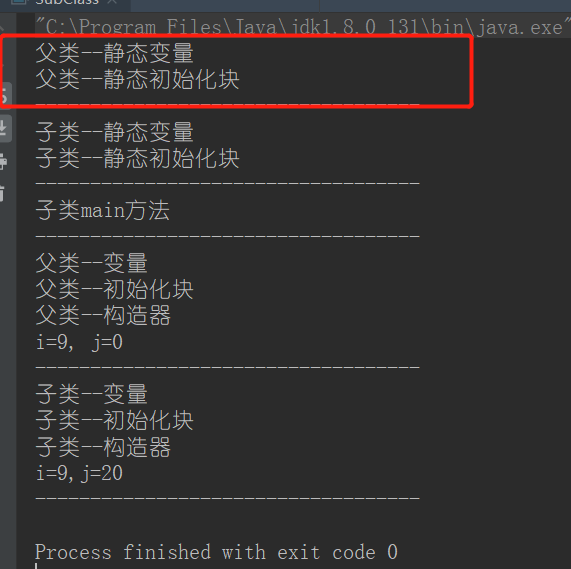 SubClass ×
"C:\Program Files\Java\jdk1.8.0_131\bin\java.exe"
父类--静态变量
父类--静态初始化块
-----------------------------------
子类--静态变量
子类--静态初始化块
-----------------------------------
子类main方法
-----------------------------------
父类--变量
父类--初始化块
父类--构造器
i=9, j=0
-----------------------------------
子类--变量
子类--初始化块
子类--构造器
i=9,j=20
-----------------------------------
Process finished with exit code 0